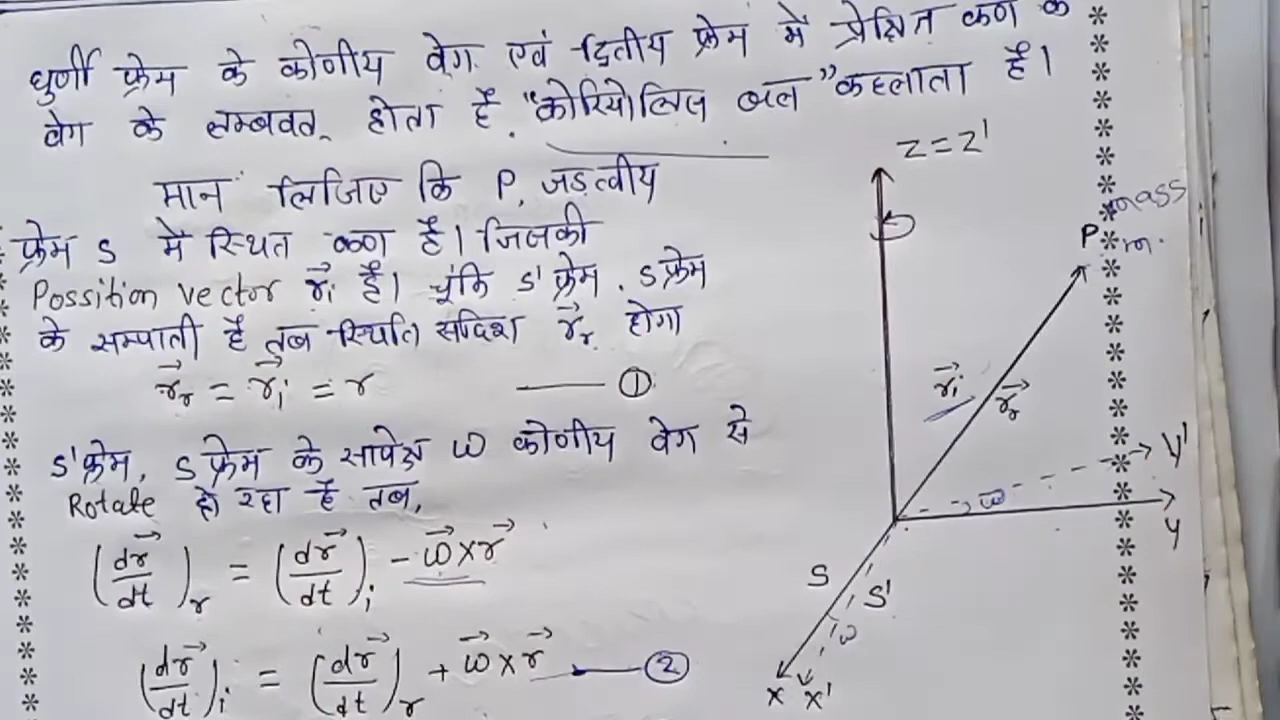 घुर्णी फ्रेम के कोणीय वेग एवं द्वितीय फ्रेम में प्रेक्षित कण के
वेग के लम्बवत् होता है, "कोरियोलिस बल" कहलाता है।
मान लिजिए कि P, जड़त्वीय
फ्रेम S में स्थित कण है। जिसकी
Possition vector r⃗i है। चूंकि S' फ्रेम, S फ्रेम
के सम्पाती है तब स्थिति सदिश r⃗r होगा
r⃗r = r⃗i = r —— ①
S' फ्रेम, S फ्रेम के सापेक्ष ω कोणीय वेग से
Rotate हो रहा है तब,
(dr⃗/dt)r = (dr⃗/dt)i - ω⃗×r⃗
(dr⃗/dt)i = (dr⃗/dt)r + ω⃗×r⃗ —— ②
Z=Z'
P mass
m.
r⃗i r⃗r
y'
ω
y
S S'
ω
x x'